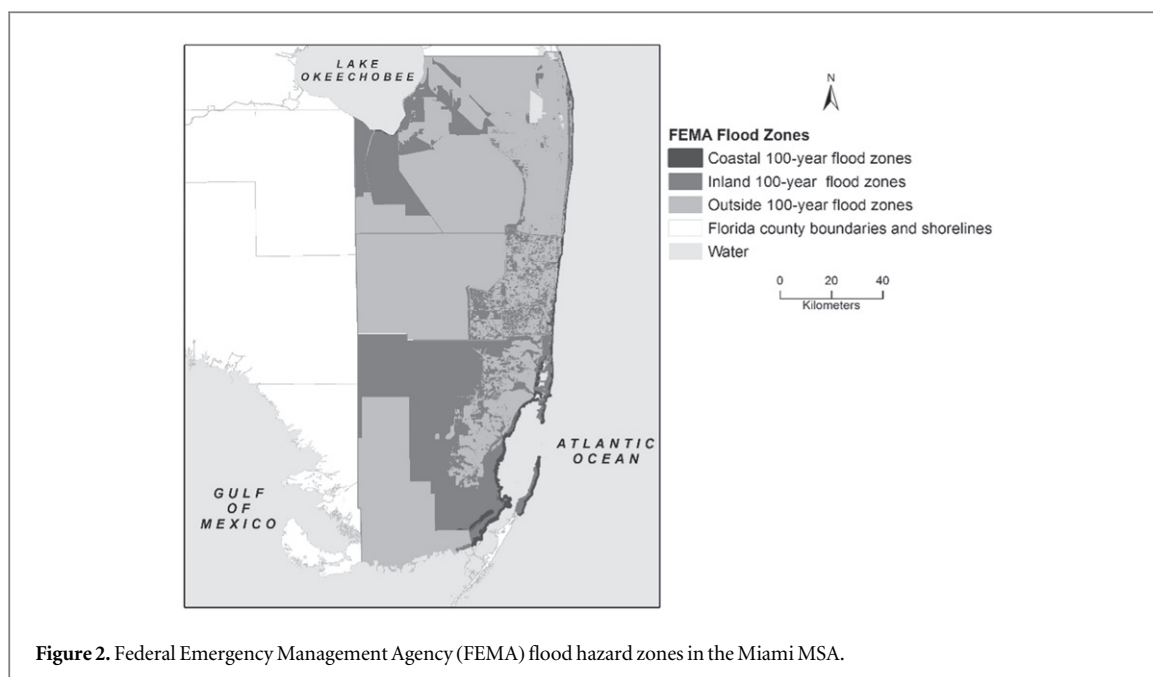 LAKE
OKEECHOBEE
N
FEMA Flood Zones
Coastal 100-year flood zones
Inland 100-year flood zones
Outside 100-year flood zones
Florida county boundaries and shorelines
Water
0 20 40
Kilometers
ATLANTIC
OCEAN
GULF
OF
MEXICO
Figure 2. Federal Emergency Management Agency (FEMA) flood hazard zones in the Miami MSA.